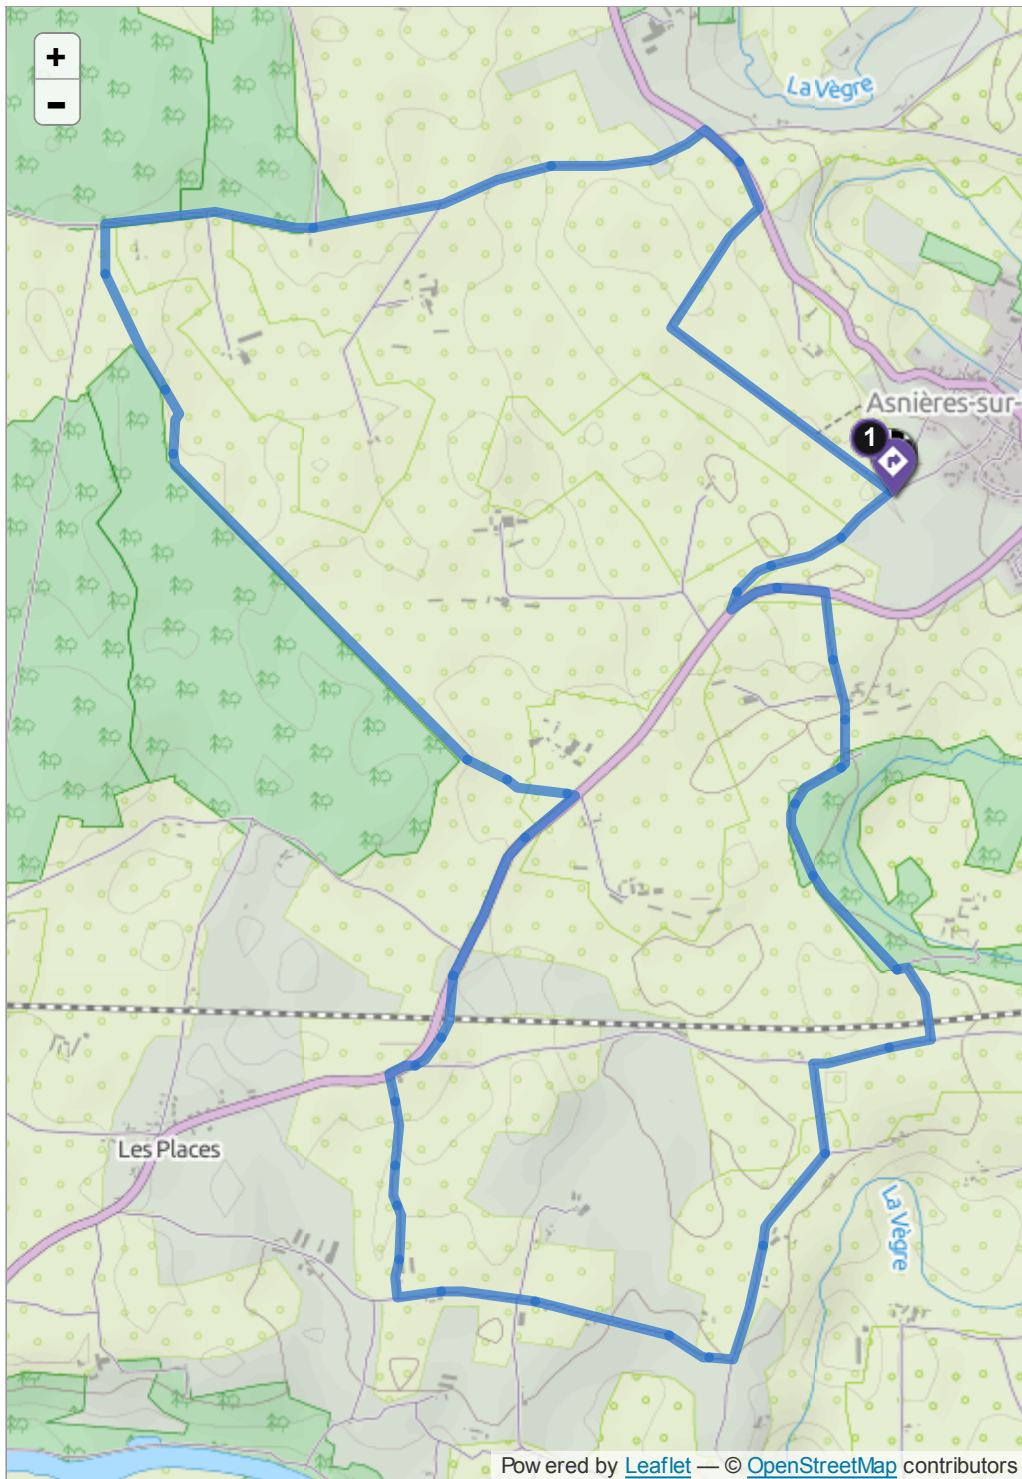 +
−
La Vègre
Asnières-sur-
1
Les Places
La Vègre
Powered by Leaflet — © OpenStreetMap contributors